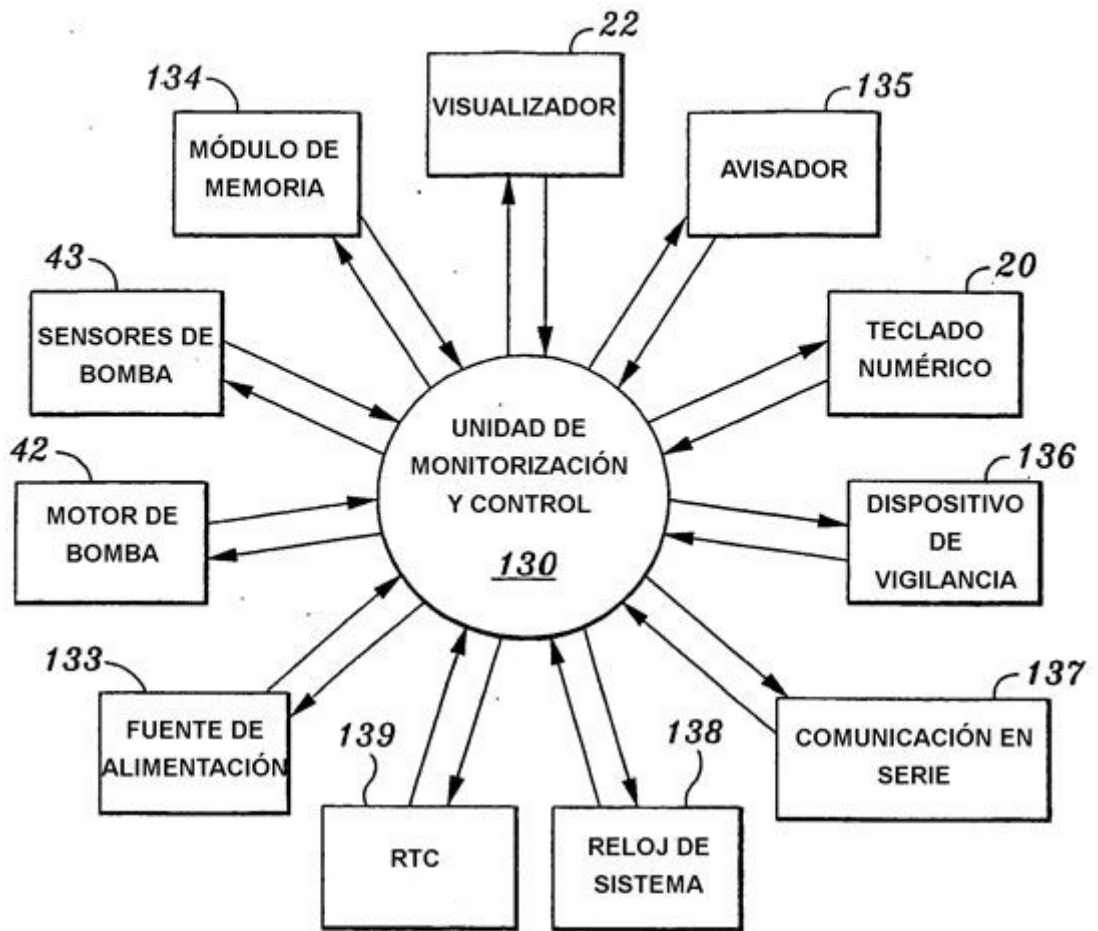 22
VISUALIZADOR
134
MÓDULO DE
MEMORIA
135
AVISADOR
43
SENSORES DE
BOMBA
20
TECLADO
NUMÉRICO
UNIDAD DE
MONITORIZACIÓN
Y CONTROL
130
42
MOTOR DE
BOMBA
136
DISPOSITIVO
DE
VIGILANCIA
133
FUENTE DE
ALIMENTACIÓN
139
RTC
138
RELOJ DE
SISTEMA
137
COMUNICACIÓN EN
SERIE